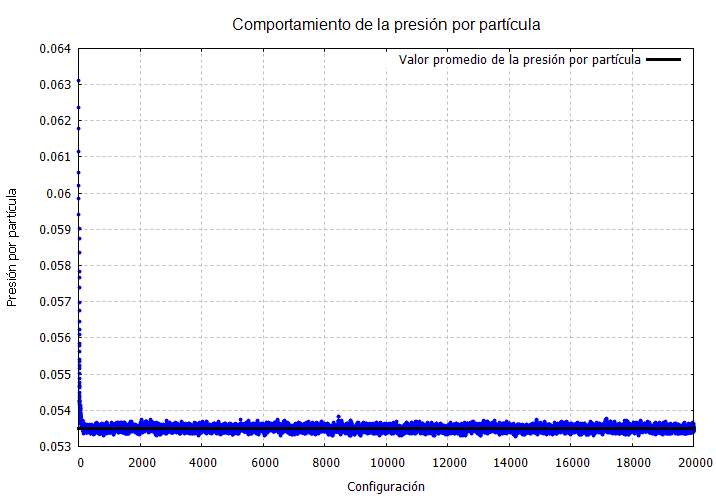 Comportamiento de la presión por partícula
Valor promedio de la presión por partícula
0.064
0.063
0.062
0.061
0.06
0.059
0.058
0.057
0.056
0.055
0.054
0.053
Presión por partícula
0 2000 4000 6000 8000 10000 12000 14000 16000 18000 20000
Configuración